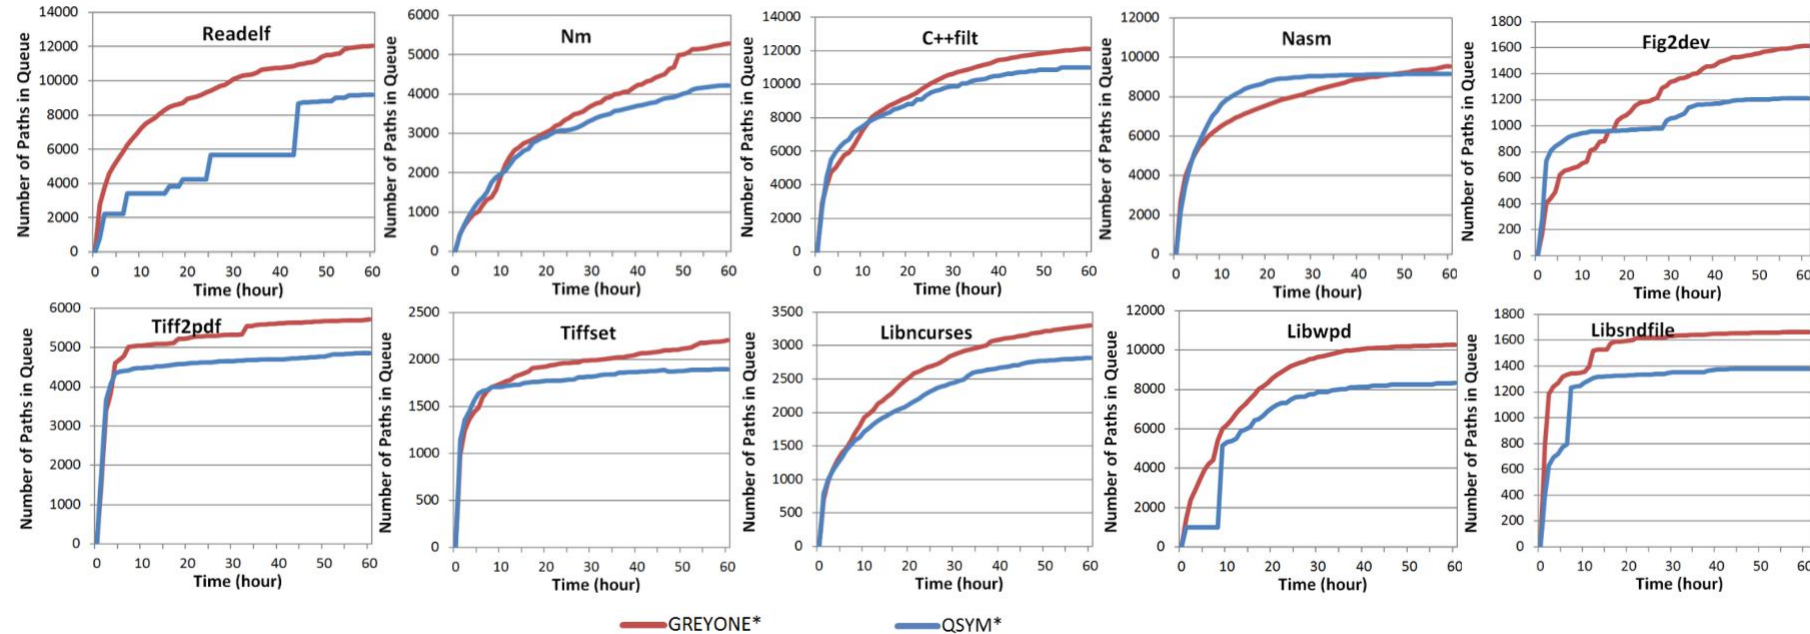 Readelf
Number of Paths in Queue
14000
12000
10000
8000
6000
4000
2000
0
0 10 20 30 40 50 60
Time (hour)
Nm
Number of Paths in Queue
6000
5000
4000
3000
2000
1000
0
0 10 20 30 40 50 60
Time (hour)
C++filt
Number of Paths in Queue
14000
12000
10000
8000
6000
4000
2000
0
0 10 20 30 40 50 60
Time (hour)
Nasm
Number of Paths in Queue
12000
10000
8000
6000
4000
2000
0
0 10 20 30 40 50 60
Time (hour)
Fig2dev
Number of Paths in Queue
1800
1600
1400
1200
1000
800
600
400
200
0
0 10 20 30 40 50 60
Time (hour)
Tiff2pdf
Number of Paths in Queue
6000
5000
4000
3000
2000
1000
0
0 10 20 30 40 50 60
Time (hour)
Tiffset
Number of Paths in Queue
2500
2000
1500
1000
500
0
0 10 20 30 40 50 60
Time (hour)
Libncurses
Number of Paths in Queue
3500
3000
2500
2000
1500
1000
500
0
0 10 20 30 40 50 60
Time (hour)
Libwpd
Number of Paths in Queue
12000
10000
8000
6000
4000
2000
0
0 10 20 30 40 50 60
Time (hour)
Libsndfile
Number of Paths in Queue
1800
1600
1400
1200
1000
800
600
400
200
0
0 10 20 30 40 50 60
Time (hour)
GREYONE* QSYM*